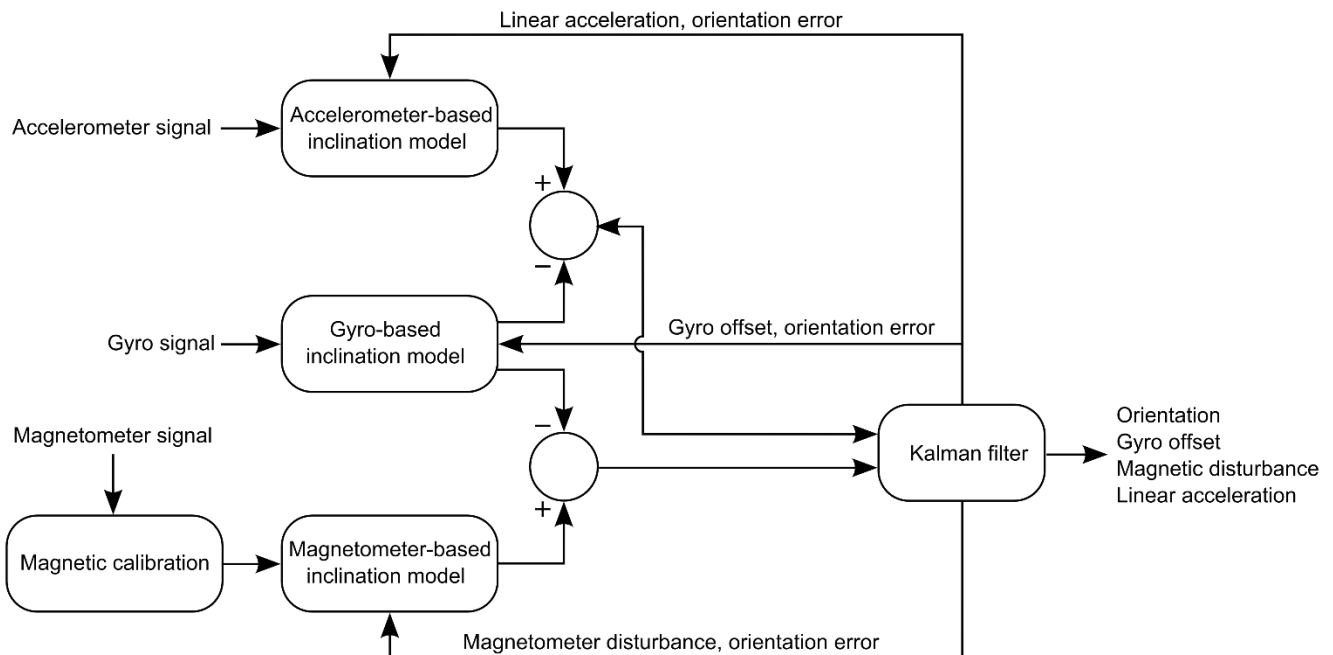 Linear acceleration, orientation error
Accelerometer signal
Accelerometer-based
inclination model
+
−
Gyro signal
Gyro-based
inclination model
Gyro offset, orientation error
Magnetometer signal
−
+
Kalman filter
Orientation
Gyro offset
Magnetic disturbance
Linear acceleration
Magnetic calibration
Magnetometer-based
inclination model
Magnetometer disturbance, orientation error